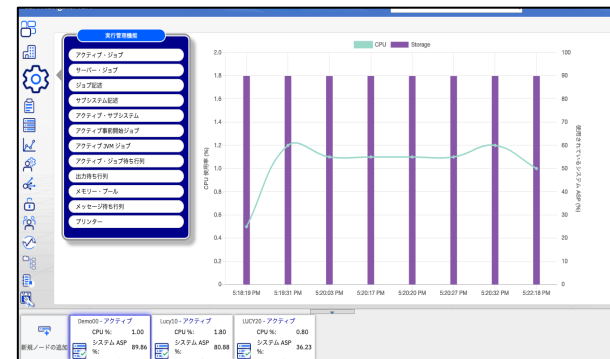 実行管理機能
アクティブ・ジョブ
サーバー・ジョブ
ジョブ記述
サブシステム記述
アクティブ・サブシステム
アクティブ事前開始ジョブ
アクティブ JVM ジョブ
アクティブ・ジョブ待ち行列
出力待ち行列
メモリー・プール
メッセージ待ち行列
プリンター
CPU Storage
2.0
1.8
1.6
1.4
1.2
1.0
0.8
0.6
0.4
0.2
0
CPU 使用率 (%)
100
90
80
70
60
50
40
30
20
10
0
使用されているシステム ASP (%)
5:18:19 PM 5:19:31 PM 5:20:03 PM 5:20:17 PM 5:20:20 PM 5:20:27 PM 5:20:32 PM 5:22:18 PM
新規ノードの追加
Demo00 - アクティブ
CPU %: 1.00
システム ASP %: 89.86
Lucy10 - アクティブ
CPU %: 1.80
システム ASP %: 80.88
LUCY20 - アクティブ
CPU %: 0.80
システム ASP %: 36.23